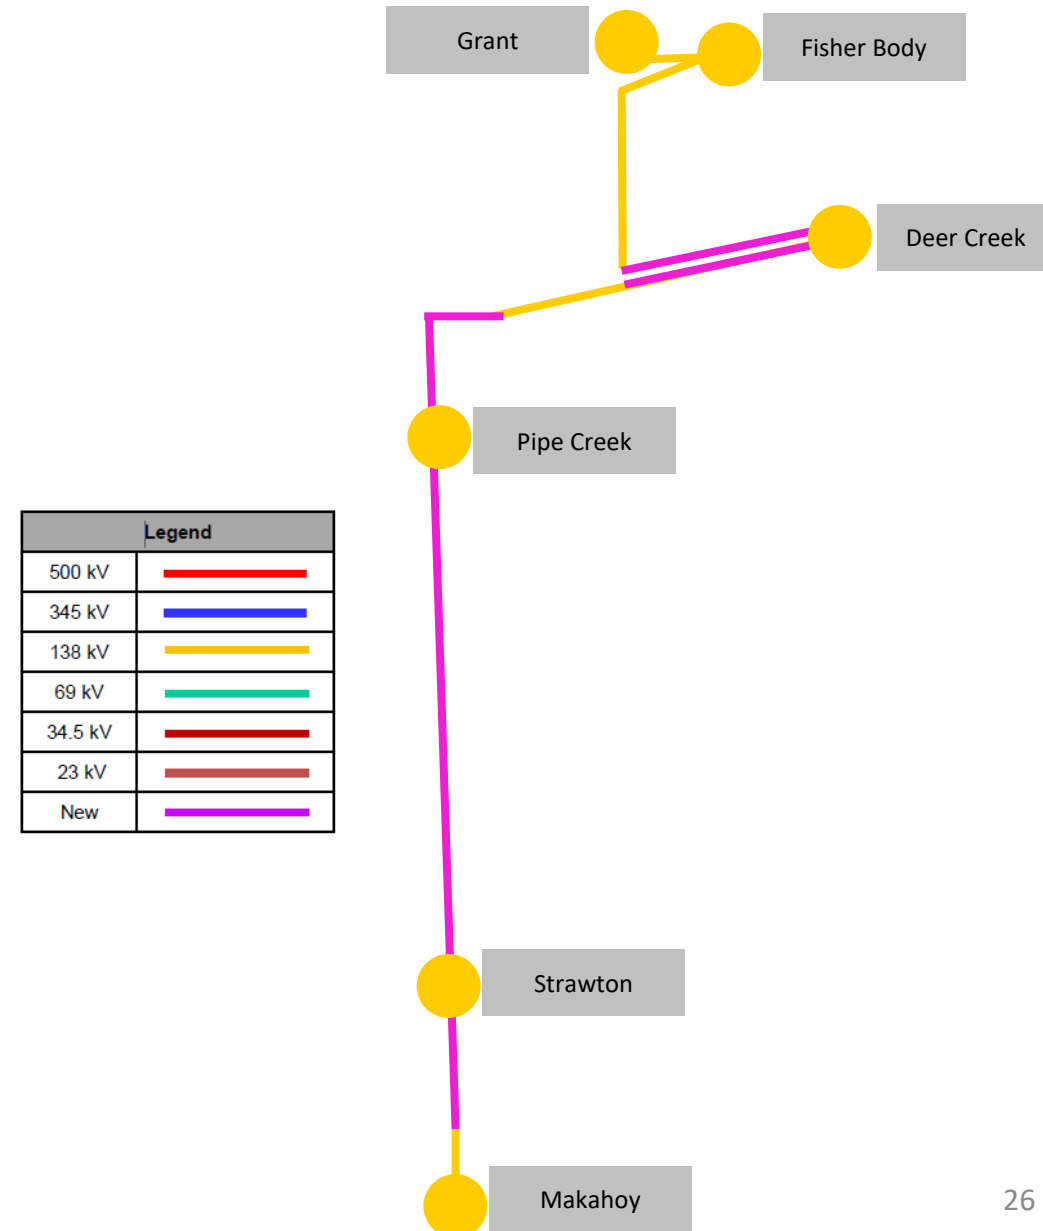 Grant
Fisher Body
Deer Creek
Pipe Creek
Legend
500 kV
345 kV
138 kV
69 kV
34.5 kV
23 kV
New
Strawton
Makahoy
26